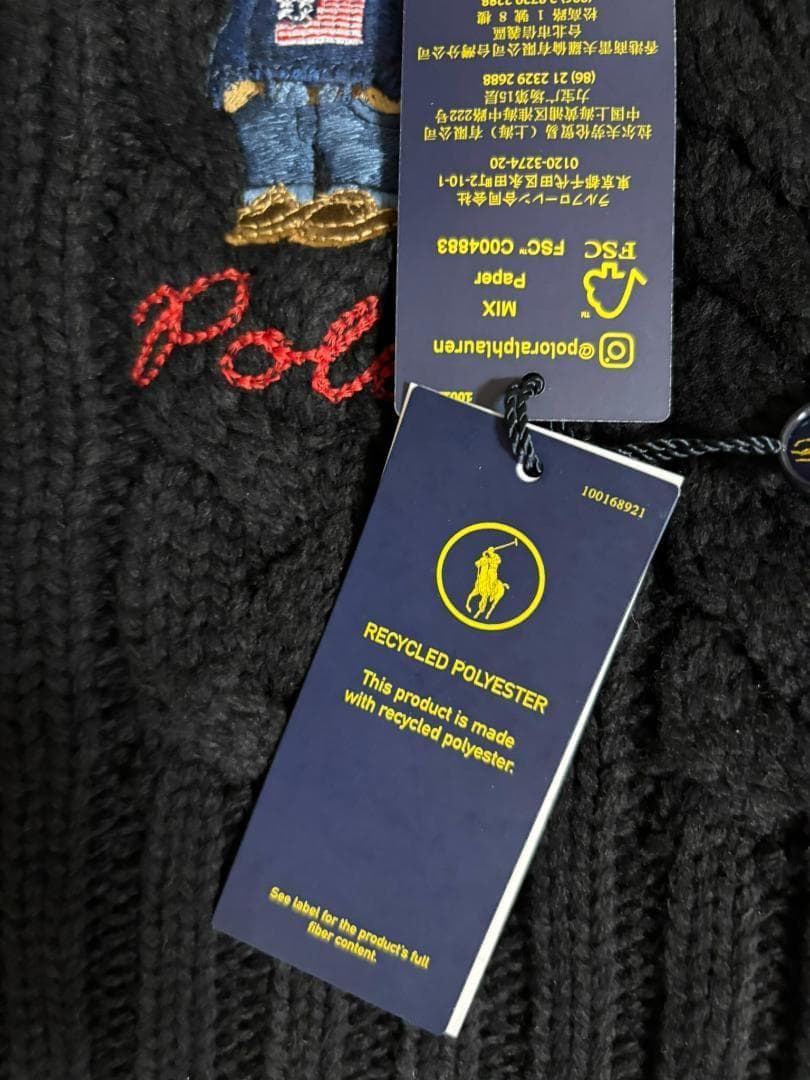 Polo
@poloralphlauren
MIX
Paper
FSC
FSC™ C004883
ラルフローレン合同会社
東京都千代田区永田町2-10-1
0120-3274-20
拉尔夫劳伦贸易（上海）有限公司
中国上海黄浦区淮海中路222号
力宝广场第15层
(86) 21 2329 2688
香港商雷夫羅倫有限公司台灣分公司
台北市信義區
松高路 1 號 8 樓
100168921
RECYCLED POLYESTER
This product is made
with recycled polyester.
See label for the product's full
fiber content.